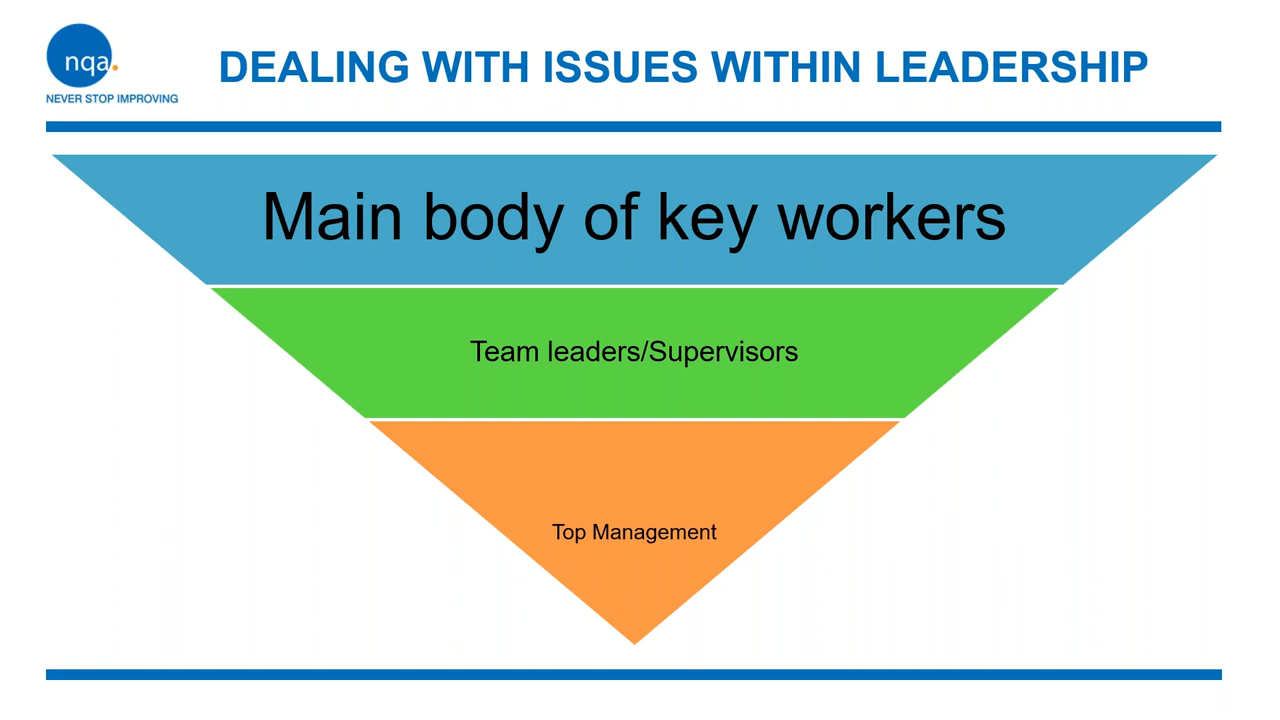 nqa.
NEVER STOP IMPROVING
DEALING WITH ISSUES WITHIN LEADERSHIP
Main body of key workers
Team leaders/Supervisors
Top Management